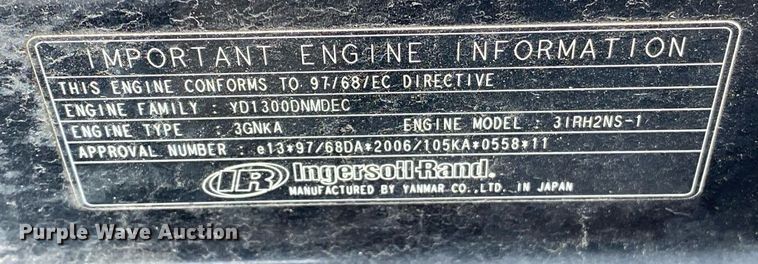 IMPORTANT ENGINE INFORMATION
THIS ENGINE CONFORMS TO 97/68/EC DIRECTIVE
ENGINE FAMILY : YD1300DNMDEC
ENGINE TYPE : 3GNKA ENGINE MODEL : 3IRH2NS-1
APPROVAL NUMBER : e13*97/68DA*2006/105KA*0558*11
IR Ingersoll-Rand®
MANUFACTURED BY YANMAR CO.,LTD. IN JAPAN
Purple Wave Auction